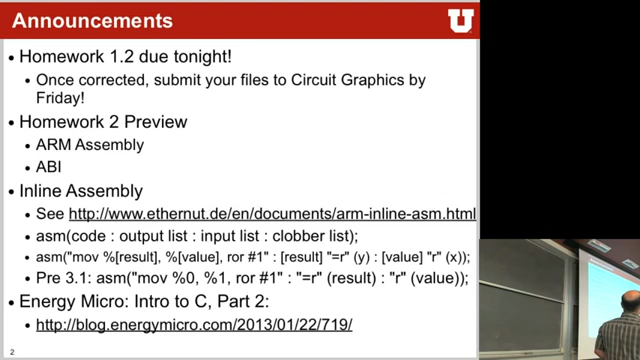 Announcements
U
• Homework 1.2 due tonight!
• Once corrected, submit your files to Circuit Graphics by
Friday!
• Homework 2 Preview
• ARM Assembly
• ABI
• Inline Assembly
• See http://www.ethernut.de/en/documents/arm-inline-asm.html
• asm(code : output list : input list : clobber list);
• asm("mov %[result], %[value], ror #1" : [result] "=r" (y) : [value] "r" (x));
• Pre 3.1: asm("mov %0, %1, ror #1" : "=r" (result) : "r" (value));
• Energy Micro: Intro to C, Part 2:
• http://blog.energymicro.com/2013/01/22/719/
2